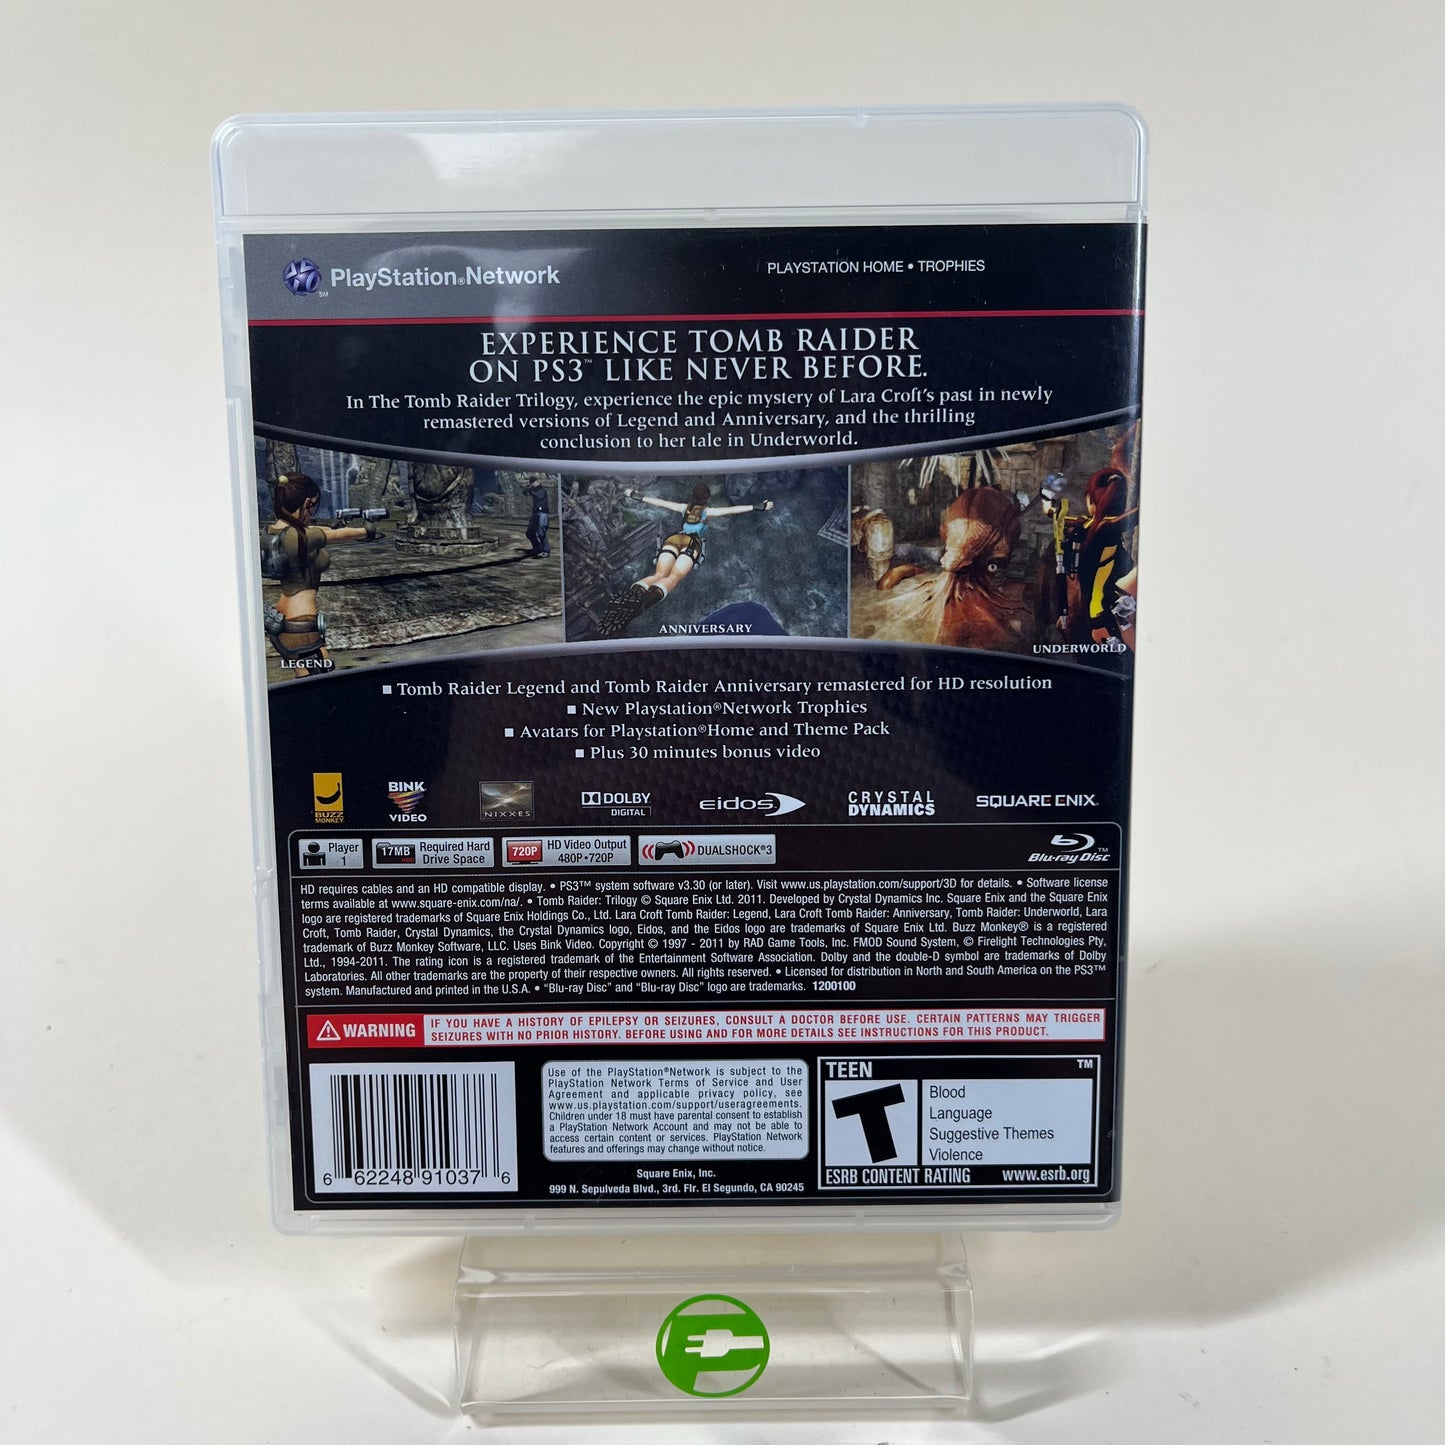 PlayStation®Network
SM
PLAYSTATION HOME • TROPHIES
EXPERIENCE TOMB RAIDER
ON PS3™ LIKE NEVER BEFORE.
In The Tomb Raider Trilogy, experience the epic mystery of Lara Croft's past in newly
remastered versions of Legend and Anniversary, and the thrilling
conclusion to her tale in Underworld.
LEGEND
ANNIVERSARY
UNDERWORLD
■ Tomb Raider Legend and Tomb Raider Anniversary remastered for HD resolution
■ New Playstation®Network Trophies
■ Avatars for Playstation®Home and Theme Pack
■ Plus 30 minutes bonus video
BUZZ
MONKEY
BINK
VIDEO
NIXXES
DOLBY
DIGITAL
eidos
CRYSTAL
DYNAMICS
SQUARE ENIX
Player
1
17MB
Required Hard
Drive Space
720P
HD Video Output
480P•720P
DUALSHOCK®3
Blu-ray Disc™
HD requires cables and an HD compatible display. • PS3™ system software v3.30 (or later). Visit www.us.playstation.com/support/3D for details. • Software license
terms available at www.square-enix.com/na/. • Tomb Raider: Trilogy © Square Enix Ltd. 2011. Developed by Crystal Dynamics Inc. Square Enix and the Square Enix
logo are registered trademarks of Square Enix Holdings Co., Ltd. Lara Croft Tomb Raider: Legend, Lara Croft Tomb Raider: Anniversary, Tomb Raider: Underworld, Lara
Croft, Tomb Raider, Crystal Dynamics, the Crystal Dynamics logo, Eidos, and the Eidos logo are trademarks of Square Enix Ltd. Buzz Monkey® is a registered
trademark of Buzz Monkey Software, LLC. Uses Bink Video. Copyright © 1997 - 2011 by RAD Game Tools, Inc. FMOD Sound System, © Firelight Technologies Pty,
Ltd., 1994-2011. The rating icon is a registered trademark of the Entertainment Software Association. Dolby and the double-D symbol are trademarks of Dolby
Laboratories. All other trademarks are the property of their respective owners. All rights reserved. • Licensed for distribution in North and South America on the PS3™
system. Manufactured and printed in the U.S.A. • "Blu-ray Disc" and "Blu-ray Disc" logo are trademarks. 1200100
WARNING
IF YOU HAVE A HISTORY OF EPILEPSY OR SEIZURES, CONSULT A DOCTOR BEFORE USE. CERTAIN PATTERNS MAY TRIGGER
SEIZURES WITH NO PRIOR HISTORY. BEFORE USING AND FOR MORE DETAILS SEE INSTRUCTIONS FOR THIS PRODUCT.
6 62248 91037 6
Use of the PlayStation®Network is subject to the
PlayStation Network Terms of Service and User
Agreement and applicable privacy policy, see
www.us.playstation.com/support/useragreements.
Children under 18 must have parental consent to establish
a PlayStation Network Account and may not be able to
access certain content or services. PlayStation Network
features and offerings may change without notice.
Square Enix, Inc.
999 N. Sepulveda Blvd., 3rd. Flr. El Segundo, CA 90245
TEEN
TM
T
Blood
Language
Suggestive Themes
Violence
ESRB CONTENT RATING
www.esrb.org